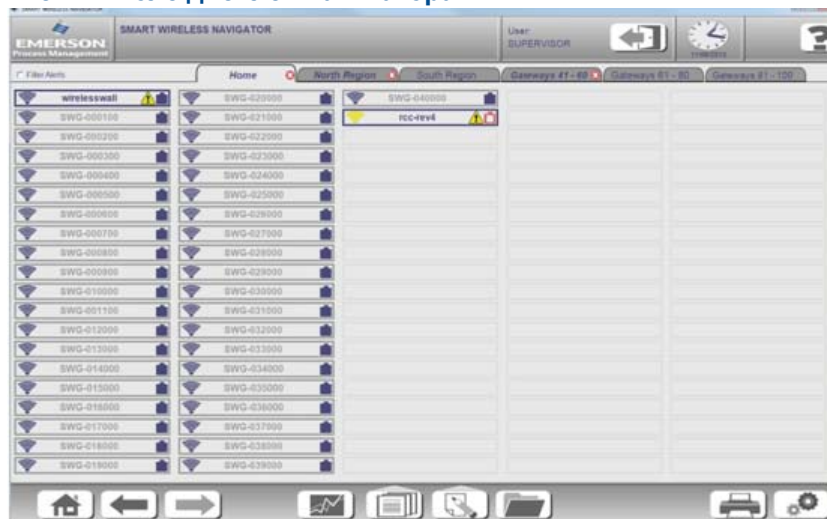 SMART WIRELESS NAVIGATOR
EMERSON
Process Management
User:
SUPERVISOR
Filter Alerts
Home
North Region
South Region
Gateways 41 - 60
Gateways 61 - 80
Gateways 81 - 100
wirelesswall
SWG-020000
SWG-040000
SWG-000100
SWG-021000
rcc-rev4
SWG-000200
SWG-022000
SWG-000300
SWG-023000
SWG-000400
SWG-024000
SWG-000500
SWG-025000
SWG-000600
SWG-026000
SWG-000700
SWG-027000
SWG-000800
SWG-028000
SWG-000900
SWG-029000
SWG-010000
SWG-030000
SWG-001100
SWG-031000
SWG-012000
SWG-032000
SWG-013000
SWG-033000
SWG-014000
SWG-034000
SWG-015000
SWG-035000
SWG-016000
SWG-036000
SWG-017000
SWG-037000
SWG-018000
SWG-038000
SWG-019000
SWG-039000